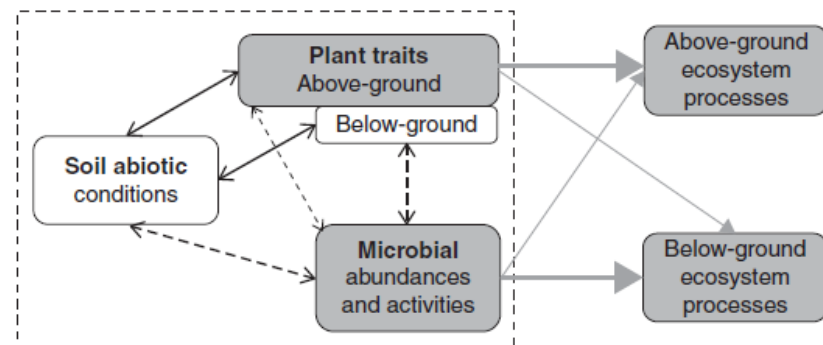 Plant traits
Above-ground
Below-ground
Soil abiotic
conditions
Microbial
abundances
and activities
Above-ground
ecosystem
processes
Below-ground
ecosystem
processes